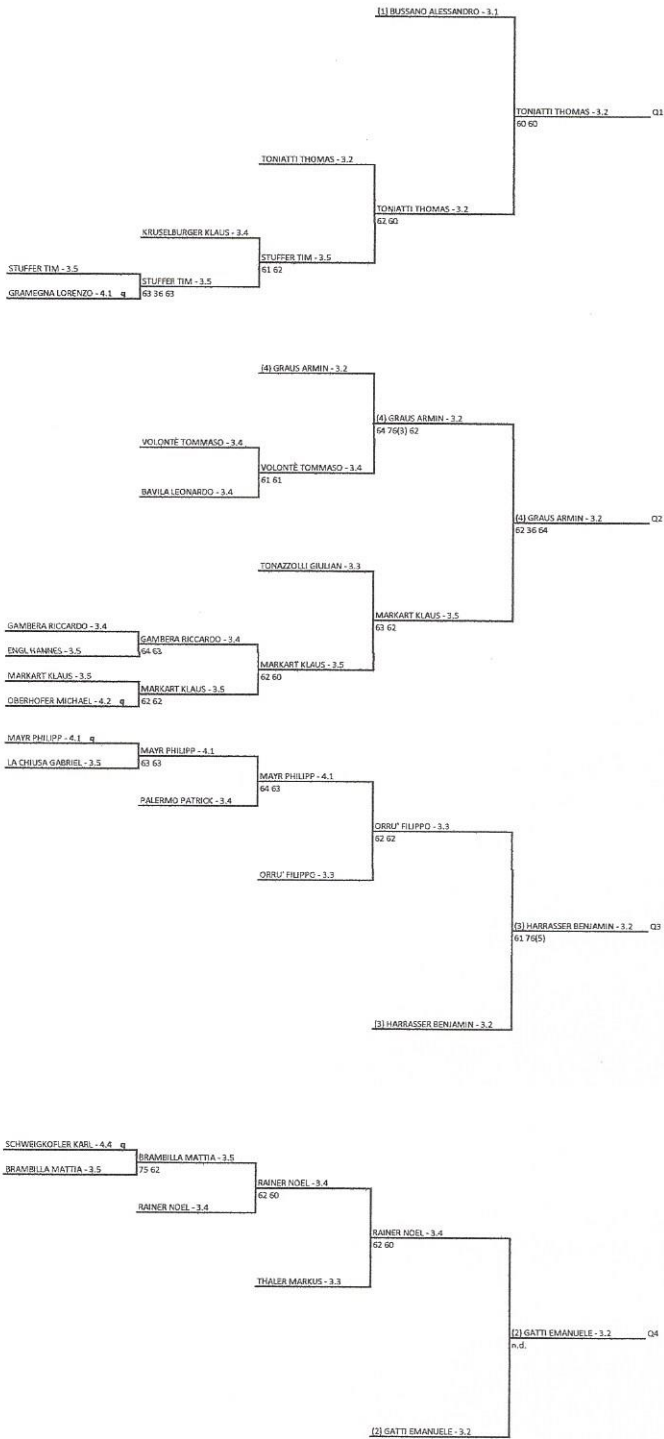 (1) BUSSANO ALESSANDRO - 3.1
TONIATTI THOMAS - 3.2 Q1
60 60
TONIATTI THOMAS - 3.2
TONIATTI THOMAS - 3.2
62 60
KRUSELBURGER KLAUS - 3.4
STUFFER TIM - 3.5
61 62
STUFFER TIM - 3.5
STUFFER TIM - 3.5
63 36 63
GRAMEGNA LORENZO - 4.1 q
(4) GRAUS ARMIN - 3.2
(4) GRAUS ARMIN - 3.2
64 76(3) 62
VOLONTÈ TOMMASO - 3.4
VOLONTÈ TOMMASO - 3.4
61 61
BAVILA LEONARDO - 3.4
(4) GRAUS ARMIN - 3.2 Q2
62 36 64
TONAZZOLLI GIULIAN - 3.3
MARKART KLAUS - 3.5
63 62
GAMBERA RICCARDO - 3.4
GAMBERA RICCARDO - 3.4
64 63
ENGL HANNES - 3.5
MARKART KLAUS - 3.5
62 60
MARKART KLAUS - 3.5
MARKART KLAUS - 3.5
62 62
OBERHOFER MICHAEL - 4.2 q
MAYR PHILIPP - 4.1 q
MAYR PHILIPP - 4.1
63 63
LA CHIUSA GABRIEL - 3.5
MAYR PHILIPP - 4.1
64 63
PALERMO PATRICK - 3.4
ORRU' FILIPPO - 3.3
62 62
ORRU' FILIPPO - 3.3
(3) HARRASSER BENJAMIN - 3.2 Q3
61 76(5)
(3) HARRASSER BENJAMIN - 3.2
SCHWEIGKOFLER KARL - 4.4 q
BRAMBILLA MATTIA - 3.5
75 62
BRAMBILLA MATTIA - 3.5
RAINER NOEL - 3.4
62 60
RAINER NOEL - 3.4
RAINER NOEL - 3.4
62 60
THALER MARKUS - 3.3
(2) GATTI EMANUELE - 3.2 Q4
n.d.
(2) GATTI EMANUELE - 3.2